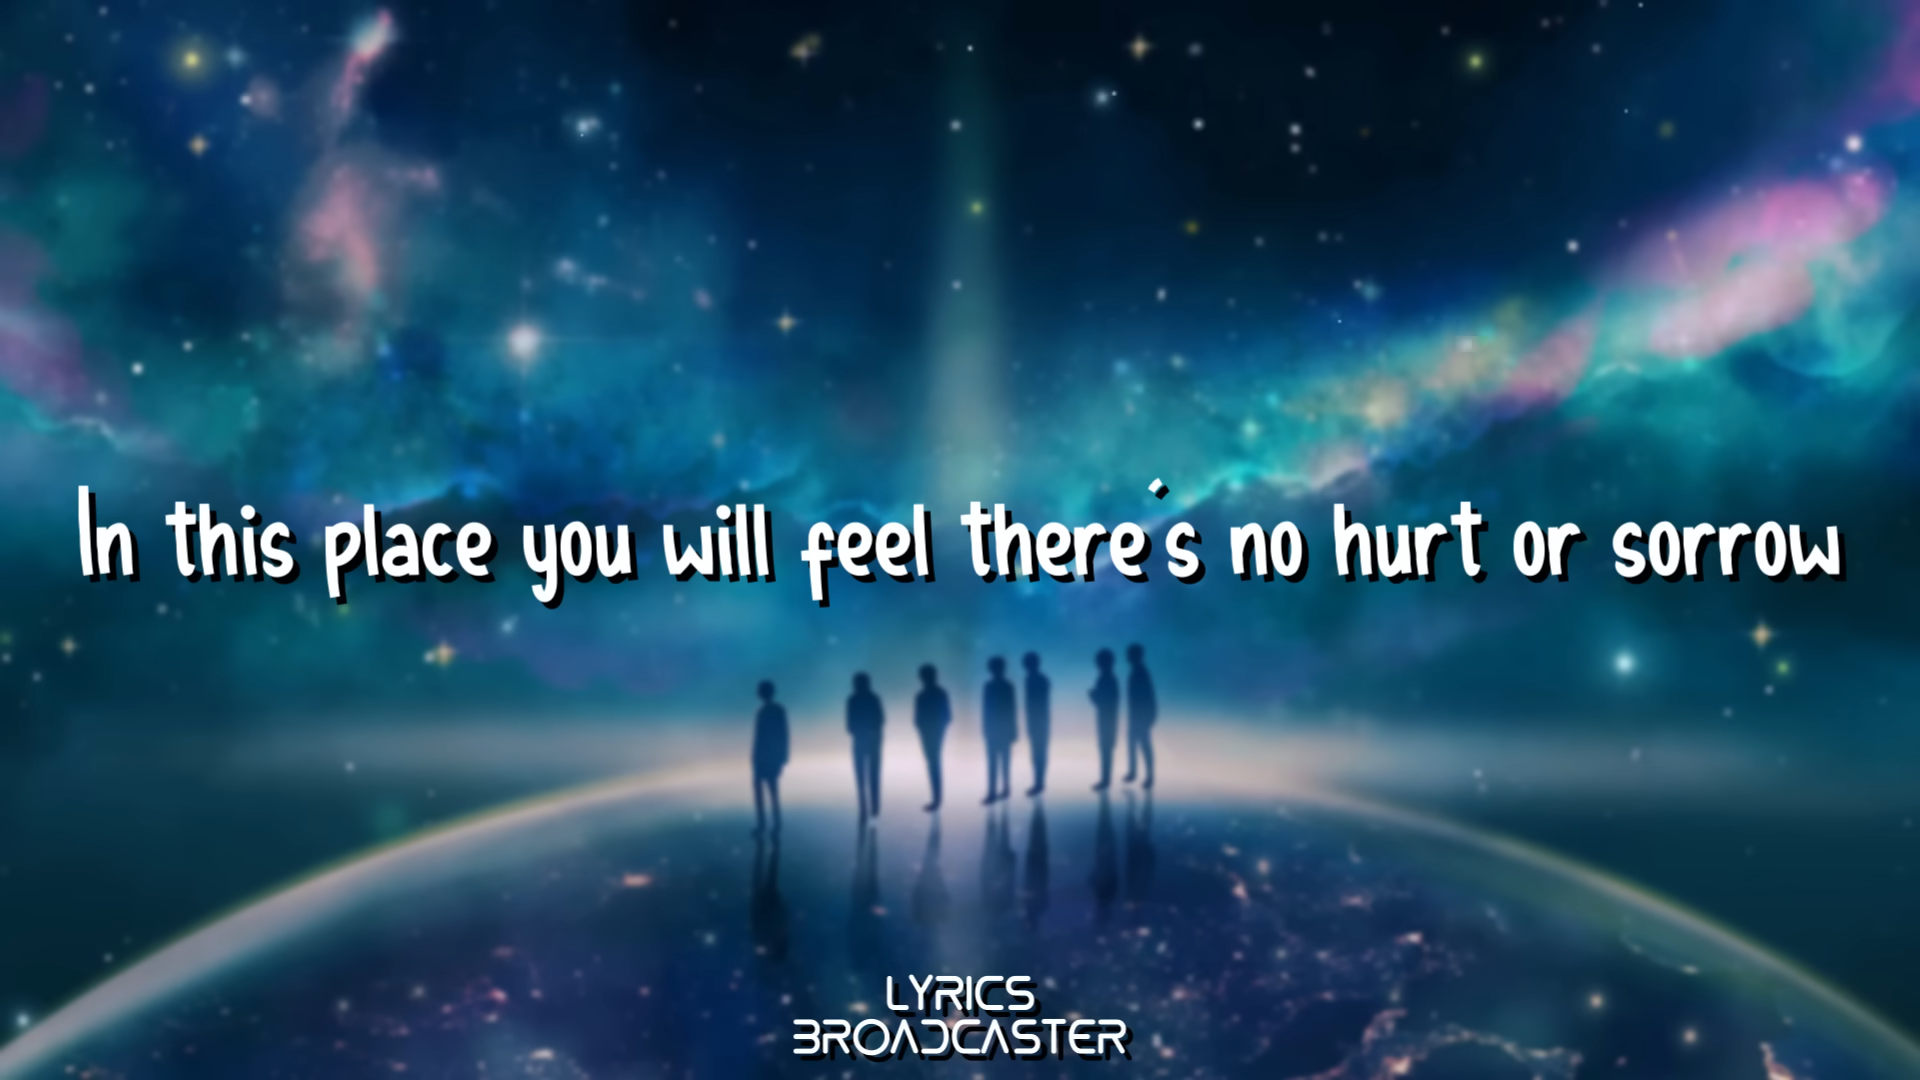 In this place you will feel there's no hurt or sorrow
LYRICS
BROADCASTER